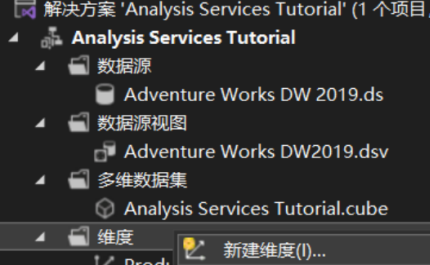 解决方案 'Analysis Services Tutorial' (1 个项目,
Analysis Services Tutorial
数据源
Adventure Works DW 2019.ds
数据源视图
Adventure Works DW2019.dsv
多维数据集
Analysis Services Tutorial.cube
维度
新建维度(I)...